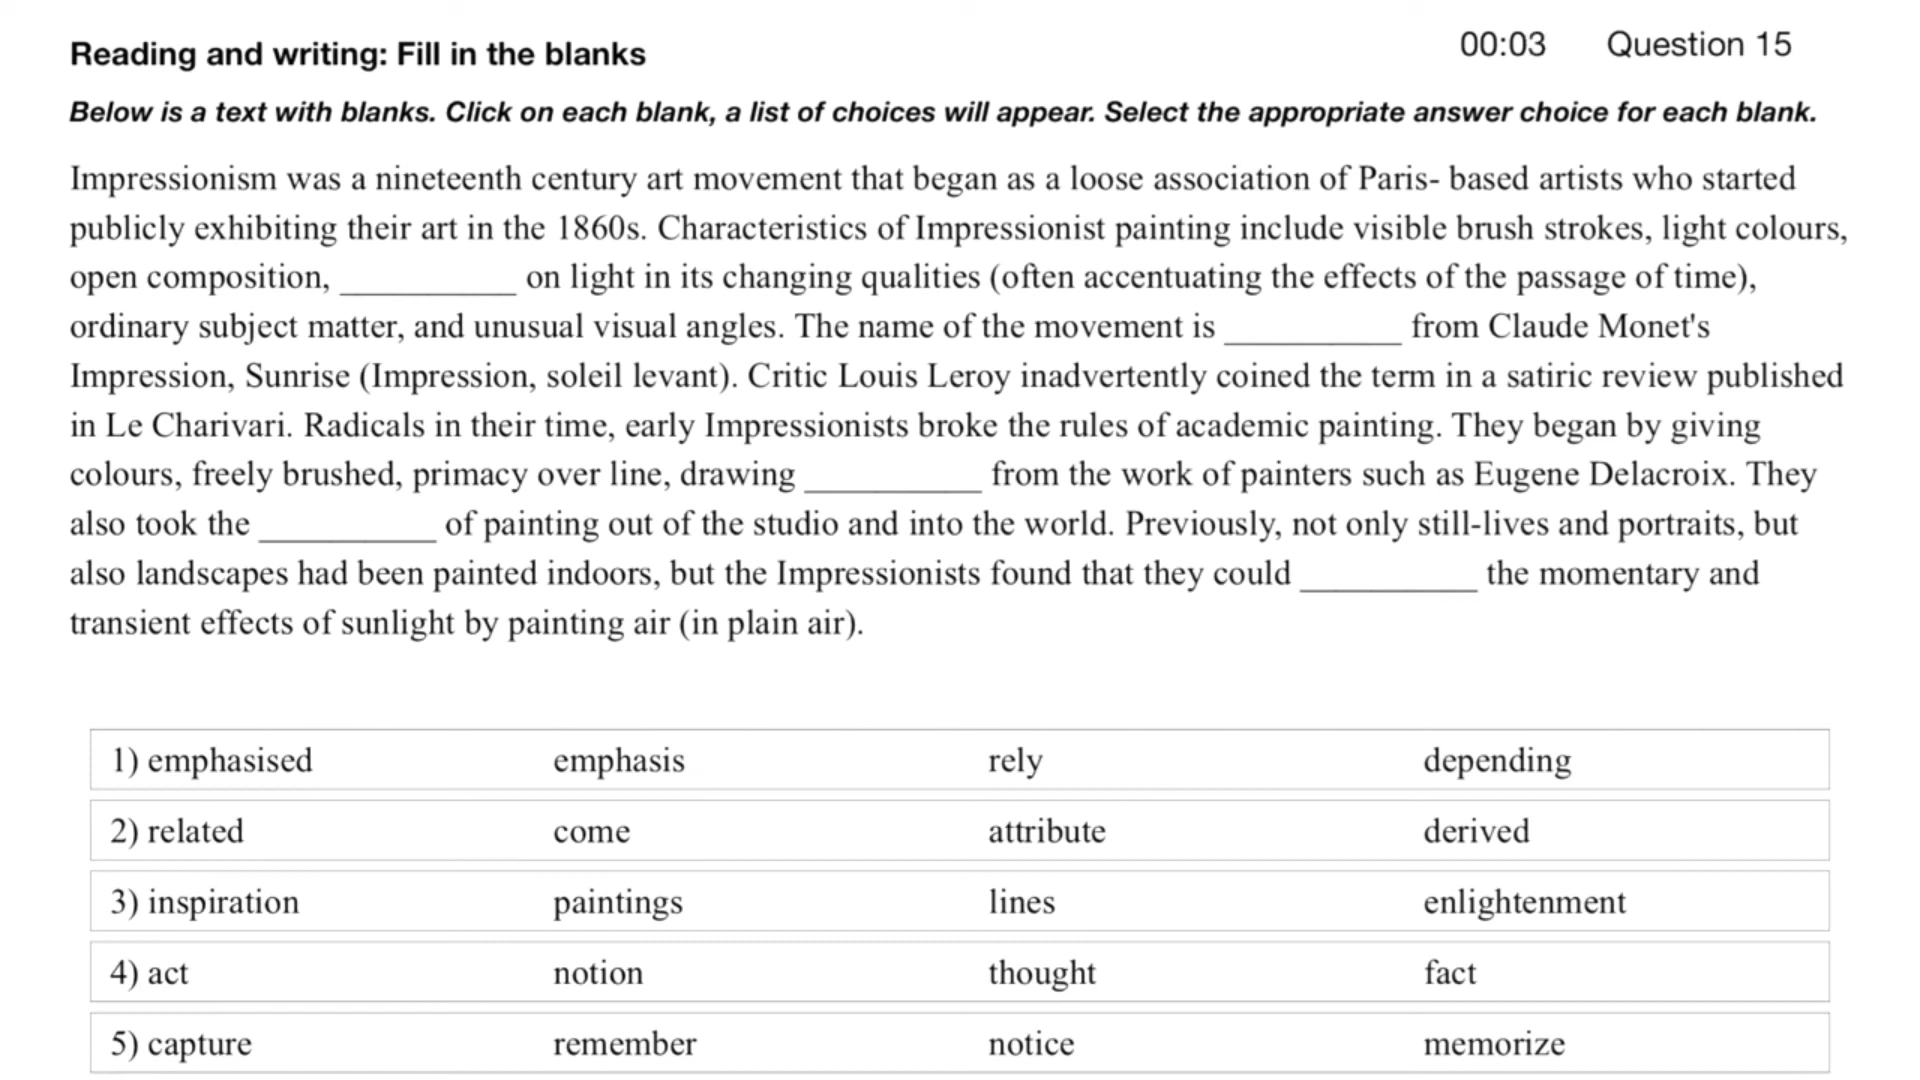 Reading and writing: Fill in the blanks
00:03 Question 15
Below is a text with blanks. Click on each blank, a list of choices will appear. Select the appropriate answer choice for each blank.
Impressionism was a nineteenth century art movement that began as a loose association of Paris- based artists who started
publicly exhibiting their art in the 1860s. Characteristics of Impressionist painting include visible brush strokes, light colours,
open composition, __________ on light in its changing qualities (often accentuating the effects of the passage of time),
ordinary subject matter, and unusual visual angles. The name of the movement is __________ from Claude Monet's
Impression, Sunrise (Impression, soleil levant). Critic Louis Leroy inadvertently coined the term in a satiric review published
in Le Charivari. Radicals in their time, early Impressionists broke the rules of academic painting. They began by giving
colours, freely brushed, primacy over line, drawing __________ from the work of painters such as Eugene Delacroix. They
also took the __________ of painting out of the studio and into the world. Previously, not only still-lives and portraits, but
also landscapes had been painted indoors, but the Impressionists found that they could __________ the momentary and
transient effects of sunlight by painting air (in plain air).
1) emphasised emphasis rely depending
2) related come attribute derived
3) inspiration paintings lines enlightenment
4) act notion thought fact
5) capture remember notice memorize